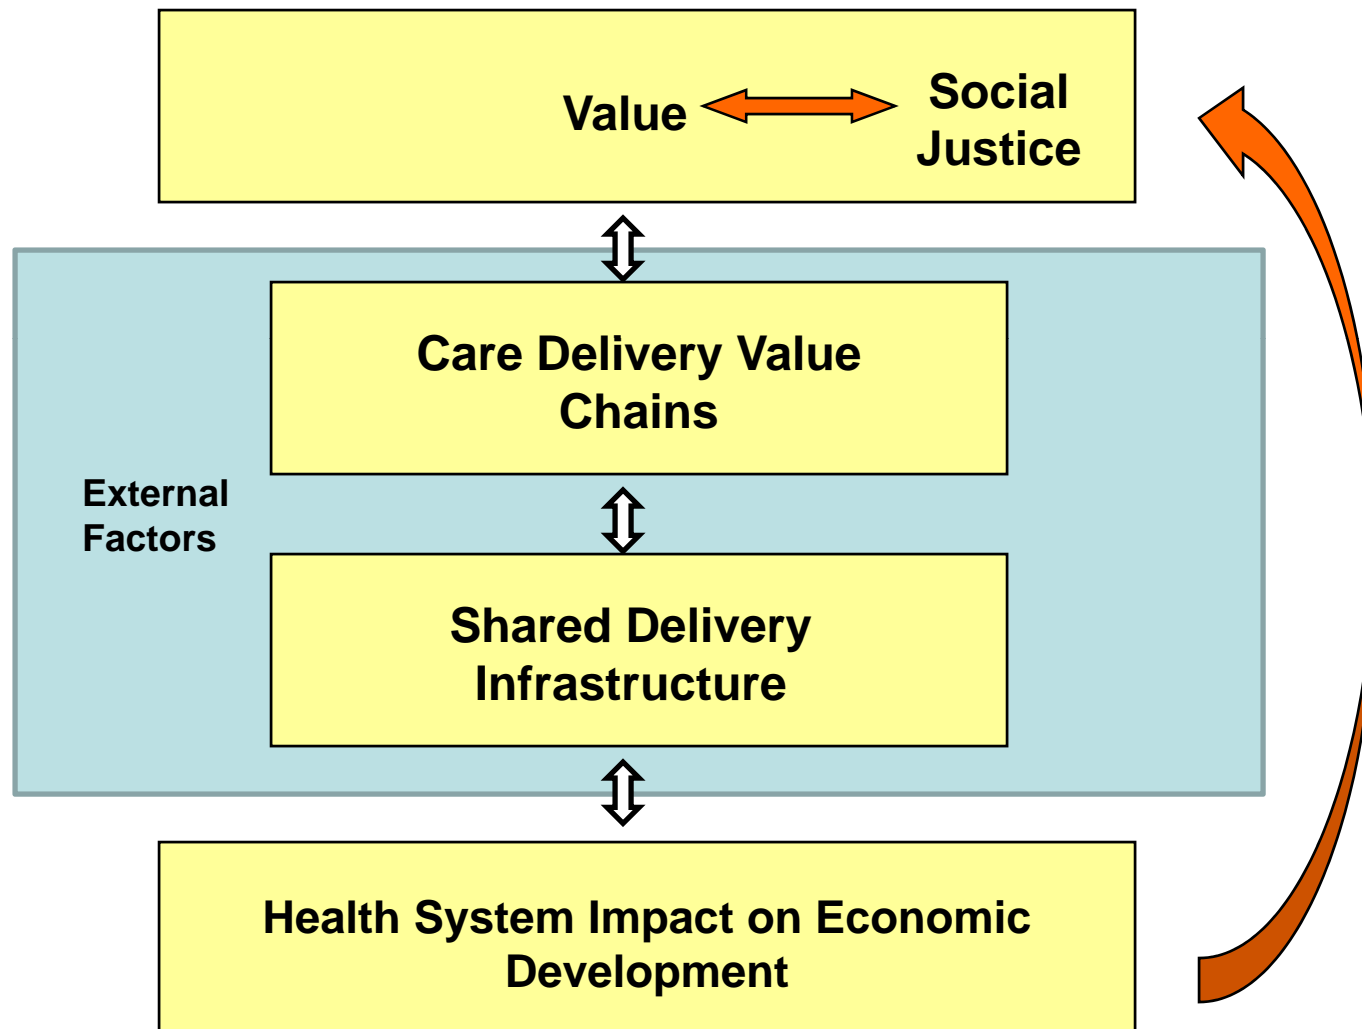 Value
Social
Justice
Care Delivery Value
Chains
External
Factors
Shared Delivery
Infrastructure
Health System Impact on Economic
Development